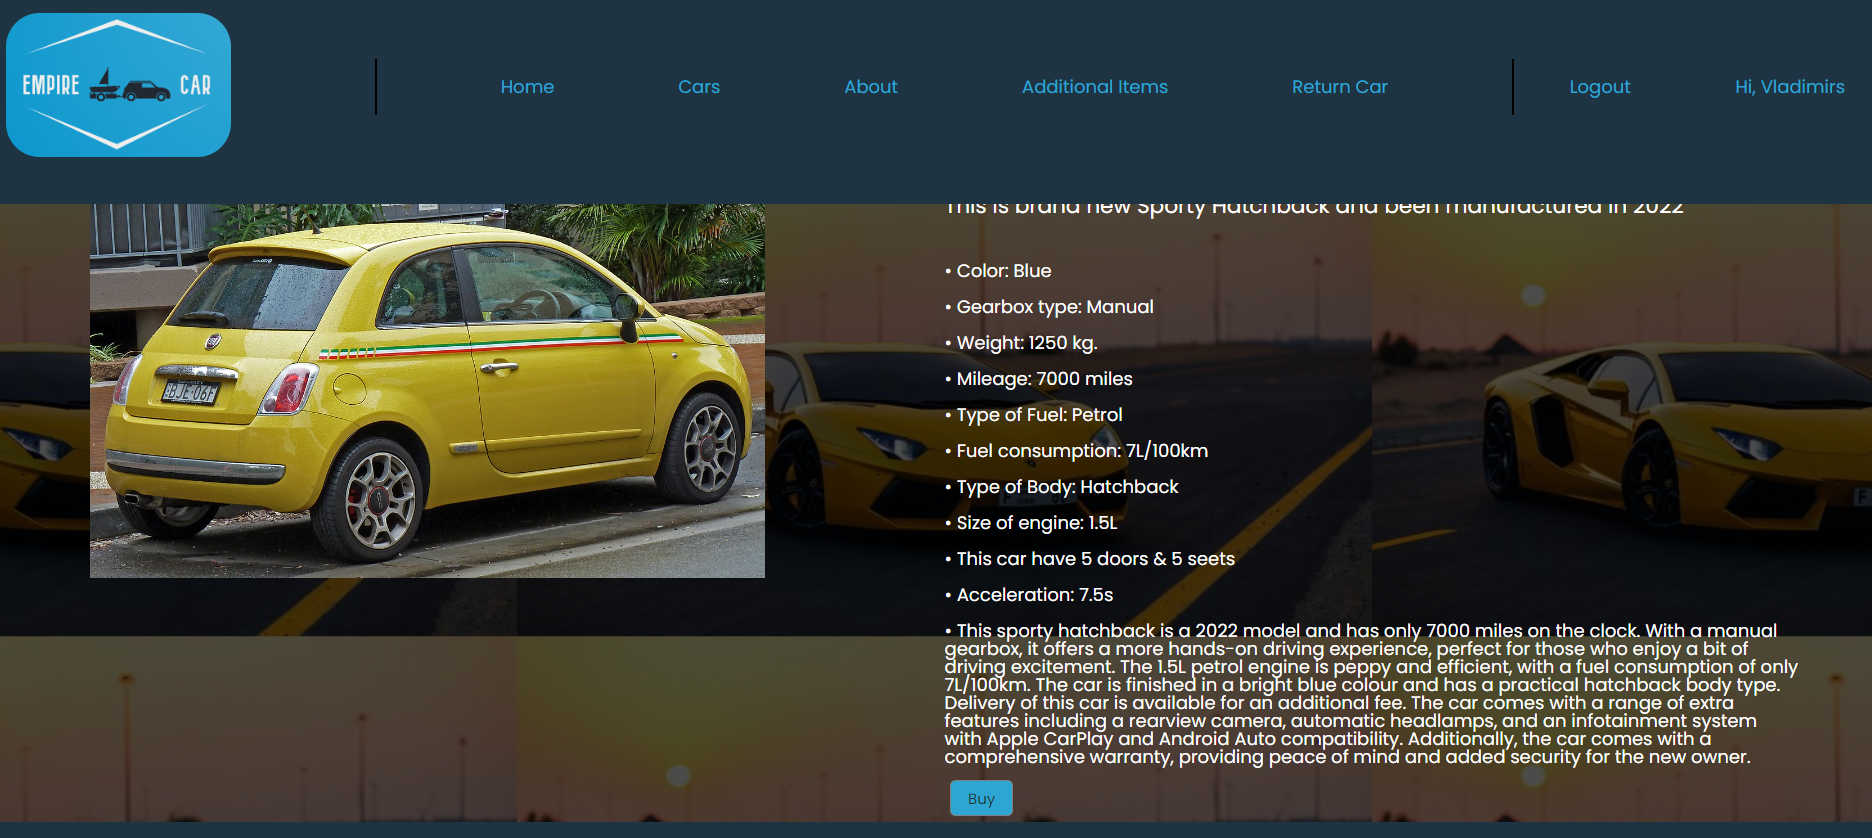 EMPIRE CAR
Home Cars About Additional Items Return Car Logout Hi, Vladimirs
This is brand new Sporty Hatchback and been manufactured in 2022
• Color: Blue
• Gearbox type: Manual
• Weight: 1250 kg.
• Mileage: 7000 miles
• Type of Fuel: Petrol
• Fuel consumption: 7L/100km
• Type of Body: Hatchback
• Size of engine: 1.5L
• This car have 5 doors & 5 seets
• Acceleration: 7.5s
• This sporty hatchback is a 2022 model and has only 7000 miles on the clock. With a manual
gearbox, it offers a more hands-on driving experience, perfect for those who enjoy a bit of
driving excitement. The 1.5L petrol engine is peppy and efficient, with a fuel consumption of only
7L/100km. The car is finished in a bright blue colour and has a practical hatchback body type.
Delivery of this car is available for an additional fee. The car comes with a range of extra
features including a rearview camera, automatic headlamps, and an infotainment system
with Apple CarPlay and Android Auto compatibility. Additionally, the car comes with a
comprehensive warranty, providing peace of mind and added security for the new owner.
Buy